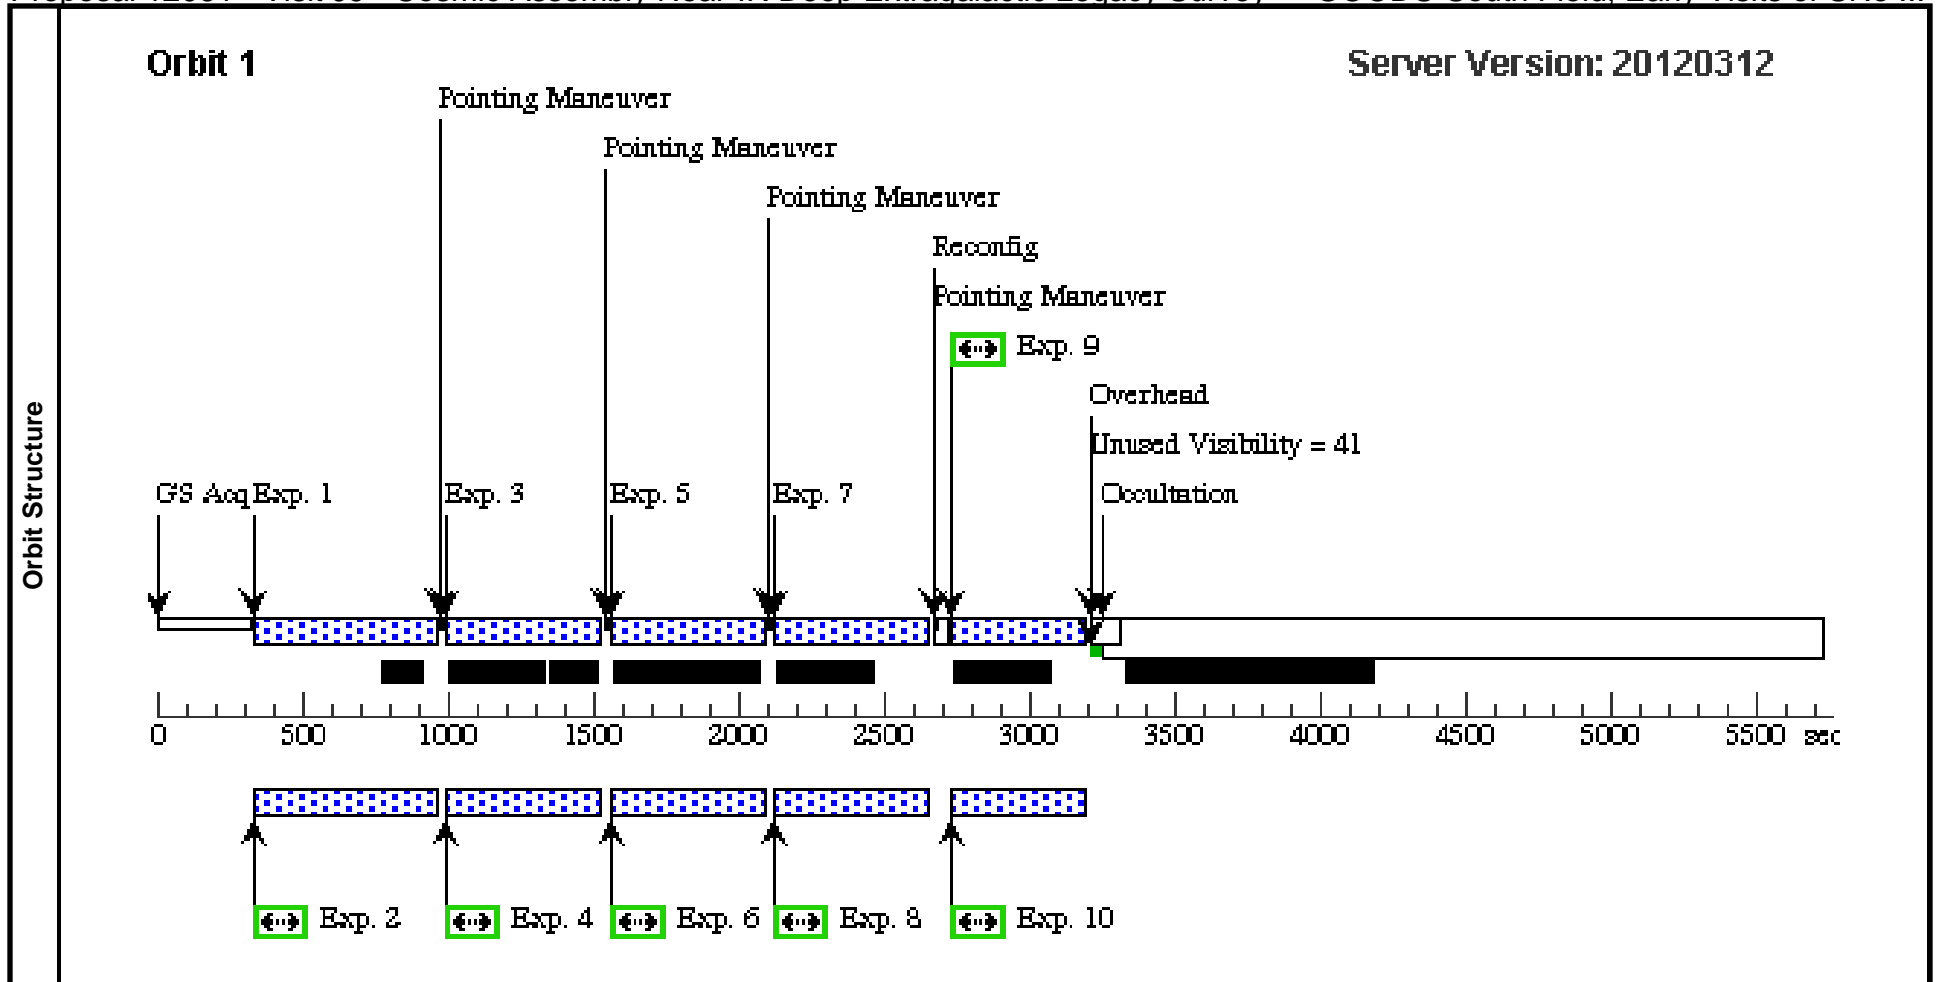 Orbit 1
Server Version: 20120312
Pointing Maneuver
Pointing Maneuver
Pointing Maneuver
Reconfig
Pointing Maneuver
Exp. 9
Overhead
Unused Visibility = 41
GS Acq Exp. 1 Exp. 3 Exp. 5 Exp. 7 Occultation
Orbit Structure
0 500 1000 1500 2000 2500 3000 3500 4000 4500 5000 5500 sec
Exp. 2 Exp. 4 Exp. 6 Exp. 8 Exp. 10